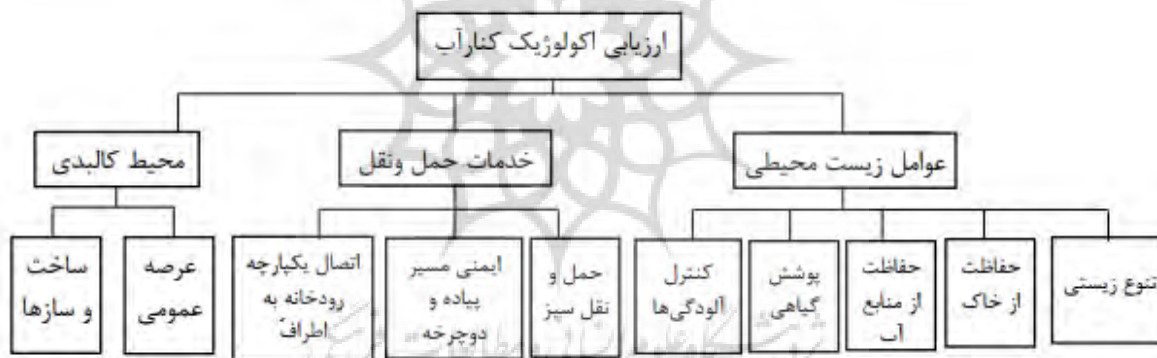 ارزیابی اکولوژیک کنارآب
عوامل زیست محیطی
خدمات حمل ونقل
محیط کالبدی
تنوع زیستی
حفاظت
از خاک
حفاظت
از منابع
آب
پوشش
گیاهی
کنترل
آلودگی‌ها
حمل و
نقل سبز
ایمنی مسیر
پیاده و
دوچرخه
اتصال یکپارچه
رودخانه به
اطراف
عرصه
عمومی
ساخت
و سازها